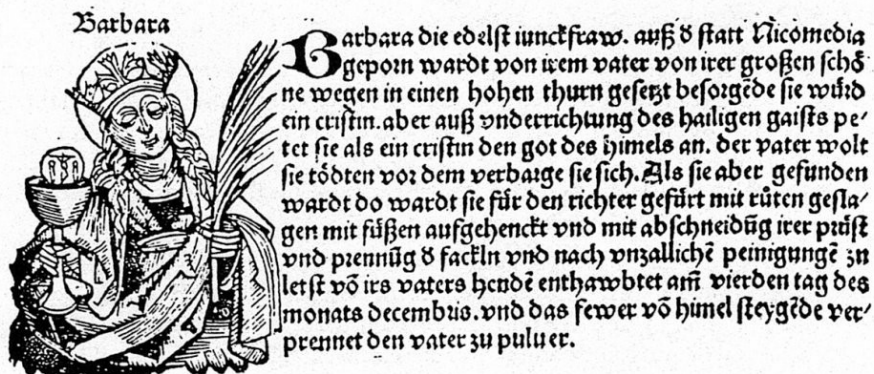 Barbara
Barbara die edelst iunckfraw. auß ð statt Nicomedia
geporn wardt von irem vater von irer großen schö
ne wegen in einen hohen thurn gesetzt besorgēde sie würd
ein cristin. aber auß vnderrichtung des hailigen gaists pe-
tet sie als ein cristin den got des himels an. der vater wolt
sie tödten vor dem verbarge sie sich. Als sie aber gefunden
wardt do wardt sie für den richter gefürt mit růten gesla-
gen mit füßen aufgehenckt vnd mit abschneidūg irer prüst
vnd prennūg ð fackln vnd nach vnzallichē peinigungē zu
letst vō irs vaters hendē enthawbtet am̄ vierden tag des
monats decembris. vnd das fewer vō himel steygēde ver-
prennet den vater zu puluer.